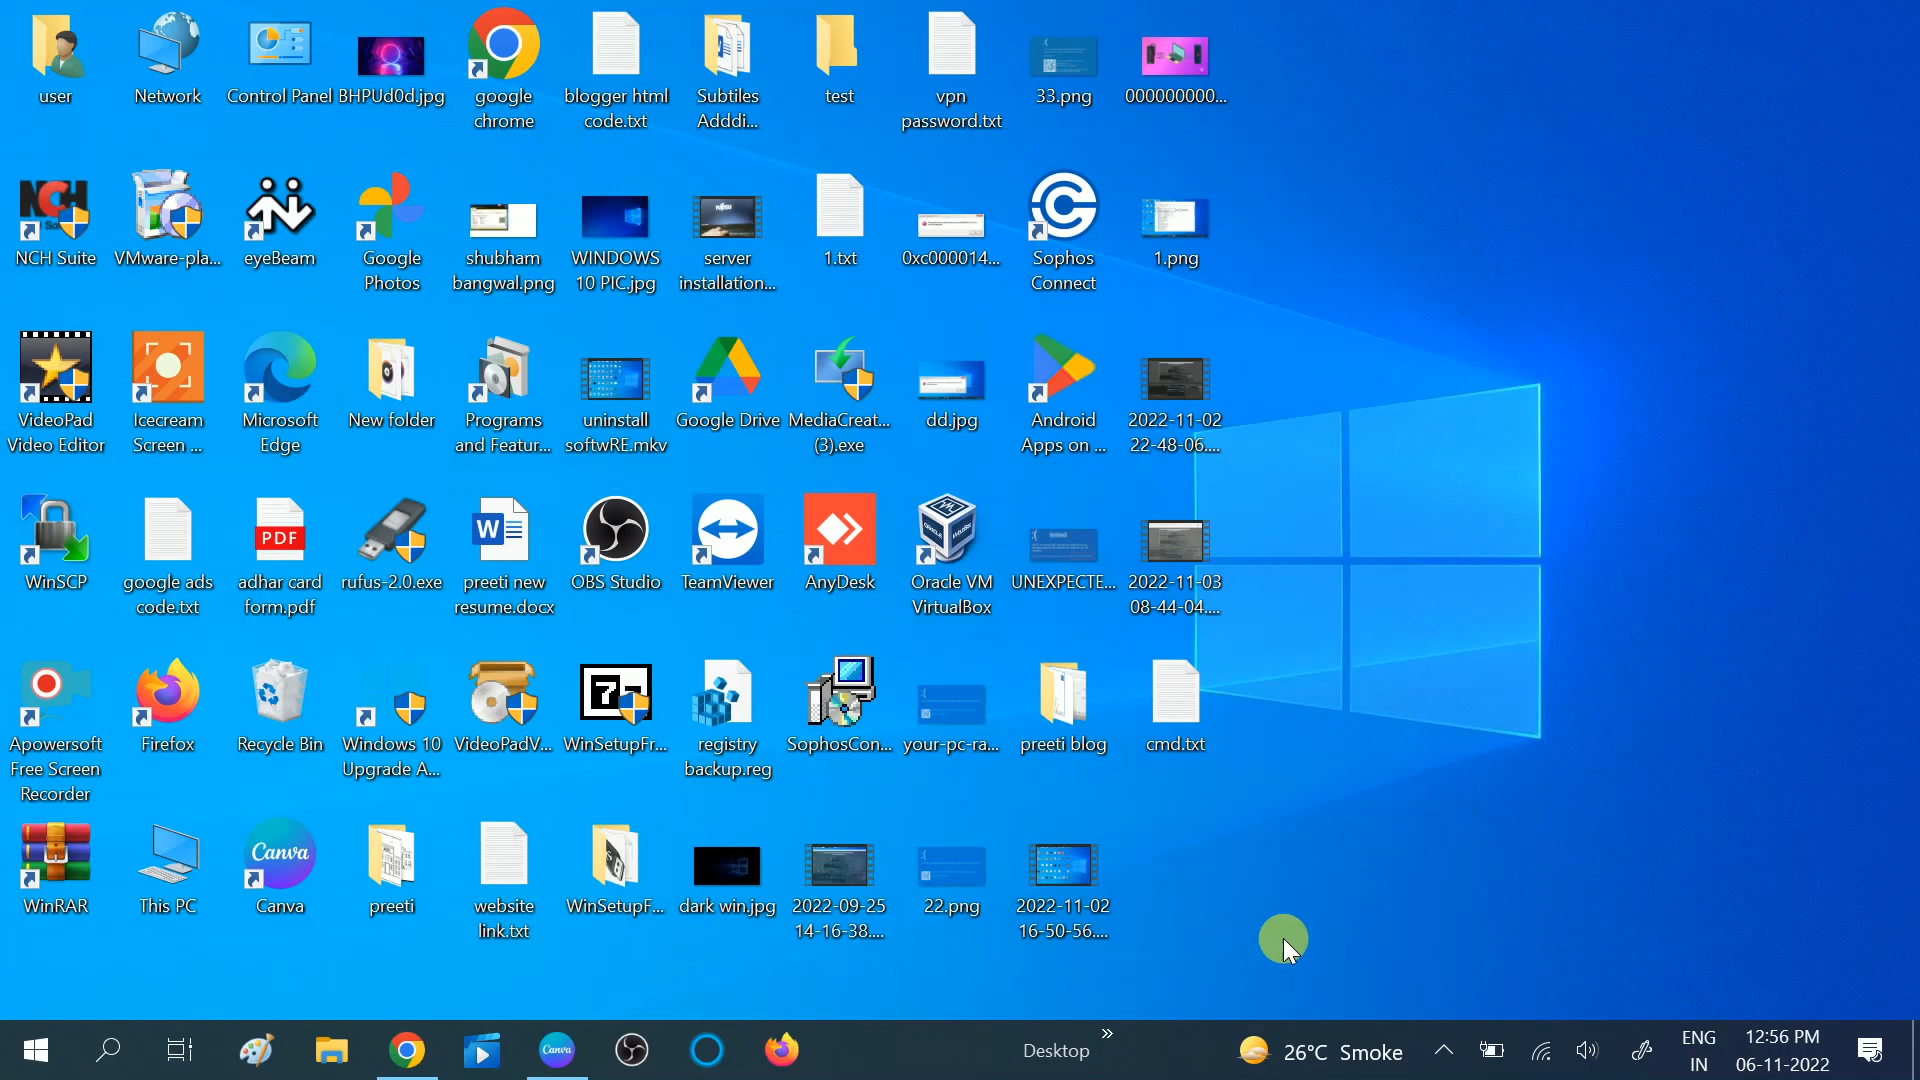 user
Network
Control Panel
BHPUd0d.jpg
google
chrome
blogger html
code.txt
Subtiles
Adddi...
test
vpn
password.txt
33.png
000000000...
NCH Suite
VMware-pla...
eyeBeam
Google
Photos
shubham
bangwal.png
WINDOWS
10 PIC.jpg
server
installation...
1.txt
0xc000014...
Sophos
Connect
1.png
VideoPad
Video Editor
Icecream
Screen ...
Microsoft
Edge
New folder
Programs
and Featur...
uninstall
softwRE.mkv
Google Drive
MediaCreat...
(3).exe
dd.jpg
Android
Apps on ...
2022-11-02
22-48-06....
WinSCP
google ads
code.txt
PDF
adhar card
form.pdf
rufus-2.0.exe
W
preeti new
resume.docx
OBS Studio
TeamViewer
AnyDesk
Oracle VM
VirtualBox
UNEXPECTE...
2022-11-03
08-44-04....
Apowersoft
Free Screen
Recorder
Firefox
Recycle Bin
Windows 10
Upgrade A...
VideoPadV...
WinSetupFr...
registry
backup.reg
SophosCon...
your-pc-ra...
preeti blog
cmd.txt
WinRAR
This PC
Canva
Canva
preeti
website
link.txt
WinSetupF...
dark win.jpg
2022-09-25
14-16-38....
22.png
2022-11-02
16-50-56....
Canva
Desktop
26°C Smoke
ENG
IN
12:56 PM
06-11-2022